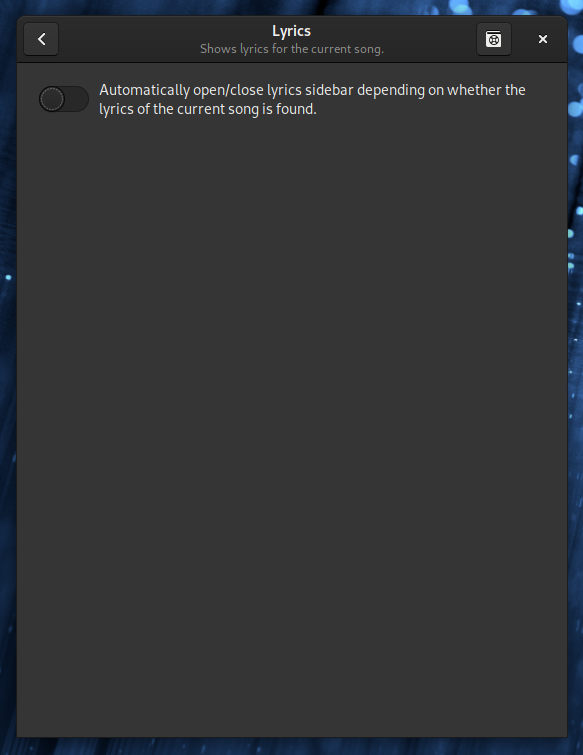 Lyrics
Shows lyrics for the current song.
Automatically open/close lyrics sidebar depending on whether the
lyrics of the current song is found.